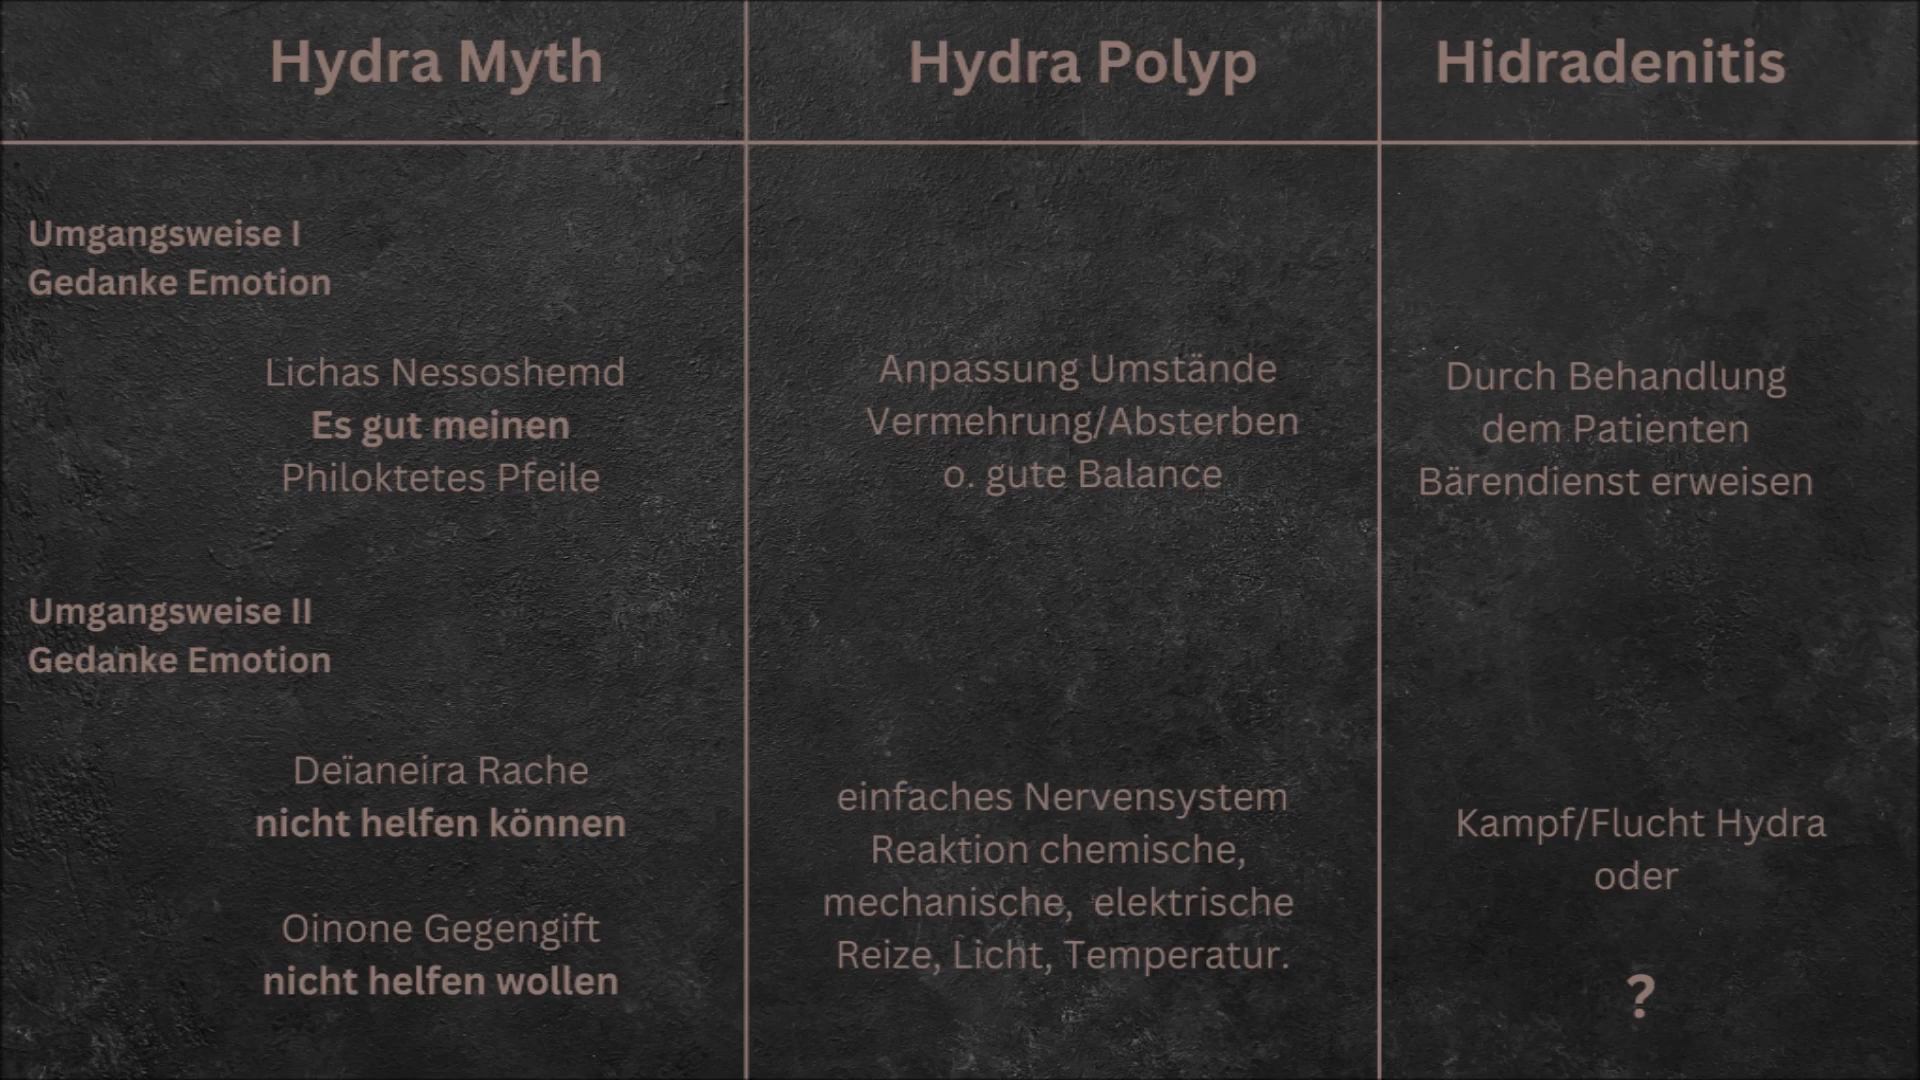 Hydra Myth
Hydra Polyp
Hidradenitis
Umgangsweise I
Gedanke Emotion
Lichas Nessoshemd
Es gut meinen
Philoktetes Pfeile
Anpassung Umstände
Vermehrung/Absterben
o. gute Balance
Durch Behandlung
dem Patienten
Bärendienst erweisen
Umgangsweise II
Gedanke Emotion
Deïaneira Rache
nicht helfen können
Oinone Gegengift
nicht helfen wollen
einfaches Nervensystem
Reaktion chemische,
mechanische, elektrische
Reize, Licht, Temperatur.
Kampf/Flucht Hydra
oder
?